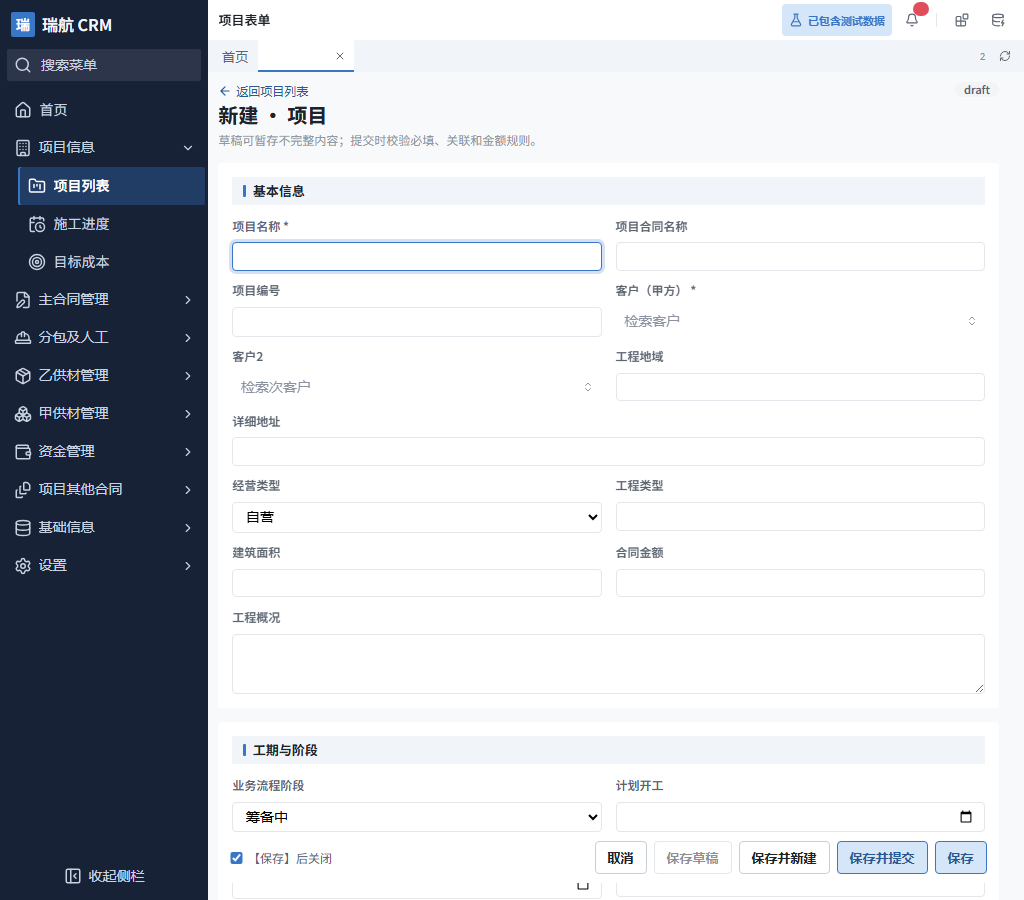 瑞 瑞航 CRM
搜索菜单
首页
项目信息
项目列表
施工进度
目标成本
主合同管理
分包及人工
乙供材管理
甲供材管理
资金管理
项目其他合同
基础信息
设置
收起侧栏
项目表单
已包含测试数据
首页
2
返回项目列表
draft
新建 · 项目
草稿可暂存不完整内容；提交时校验必填、关联和金额规则。
基本信息
项目名称 *
项目合同名称
项目编号
客户（甲方） *
检索客户
客户2
工程地域
检索次客户
详细地址
经营类型
工程类型
自营
建筑面积
合同金额
工程概况
工期与阶段
业务流程阶段
计划开工
筹备中
【保存】后关闭
取消
保存草稿
保存并新建
保存并提交
保存